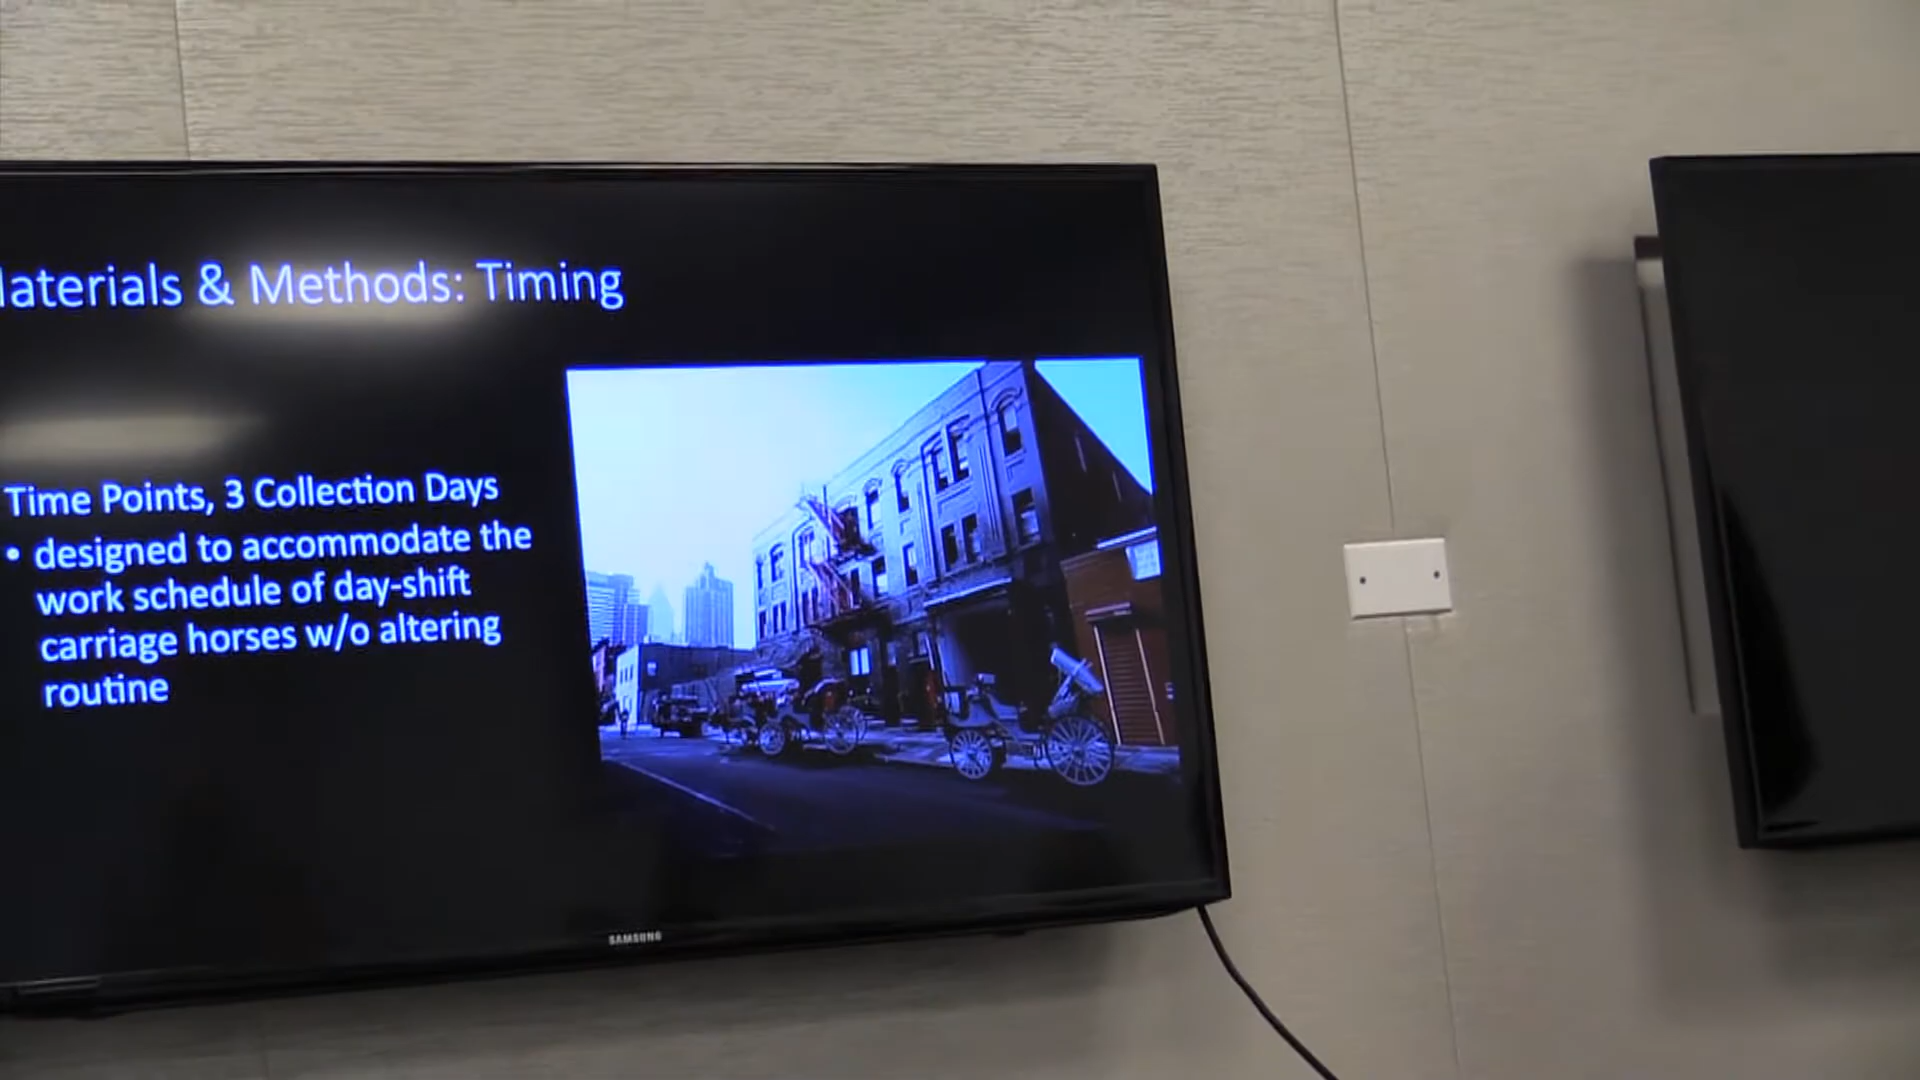 aterials & Methods: Timing
Time Points, 3 Collection Days
• designed to accommodate the
work schedule of day-shift
carriage horses w/o altering
routine
SAMSUNG